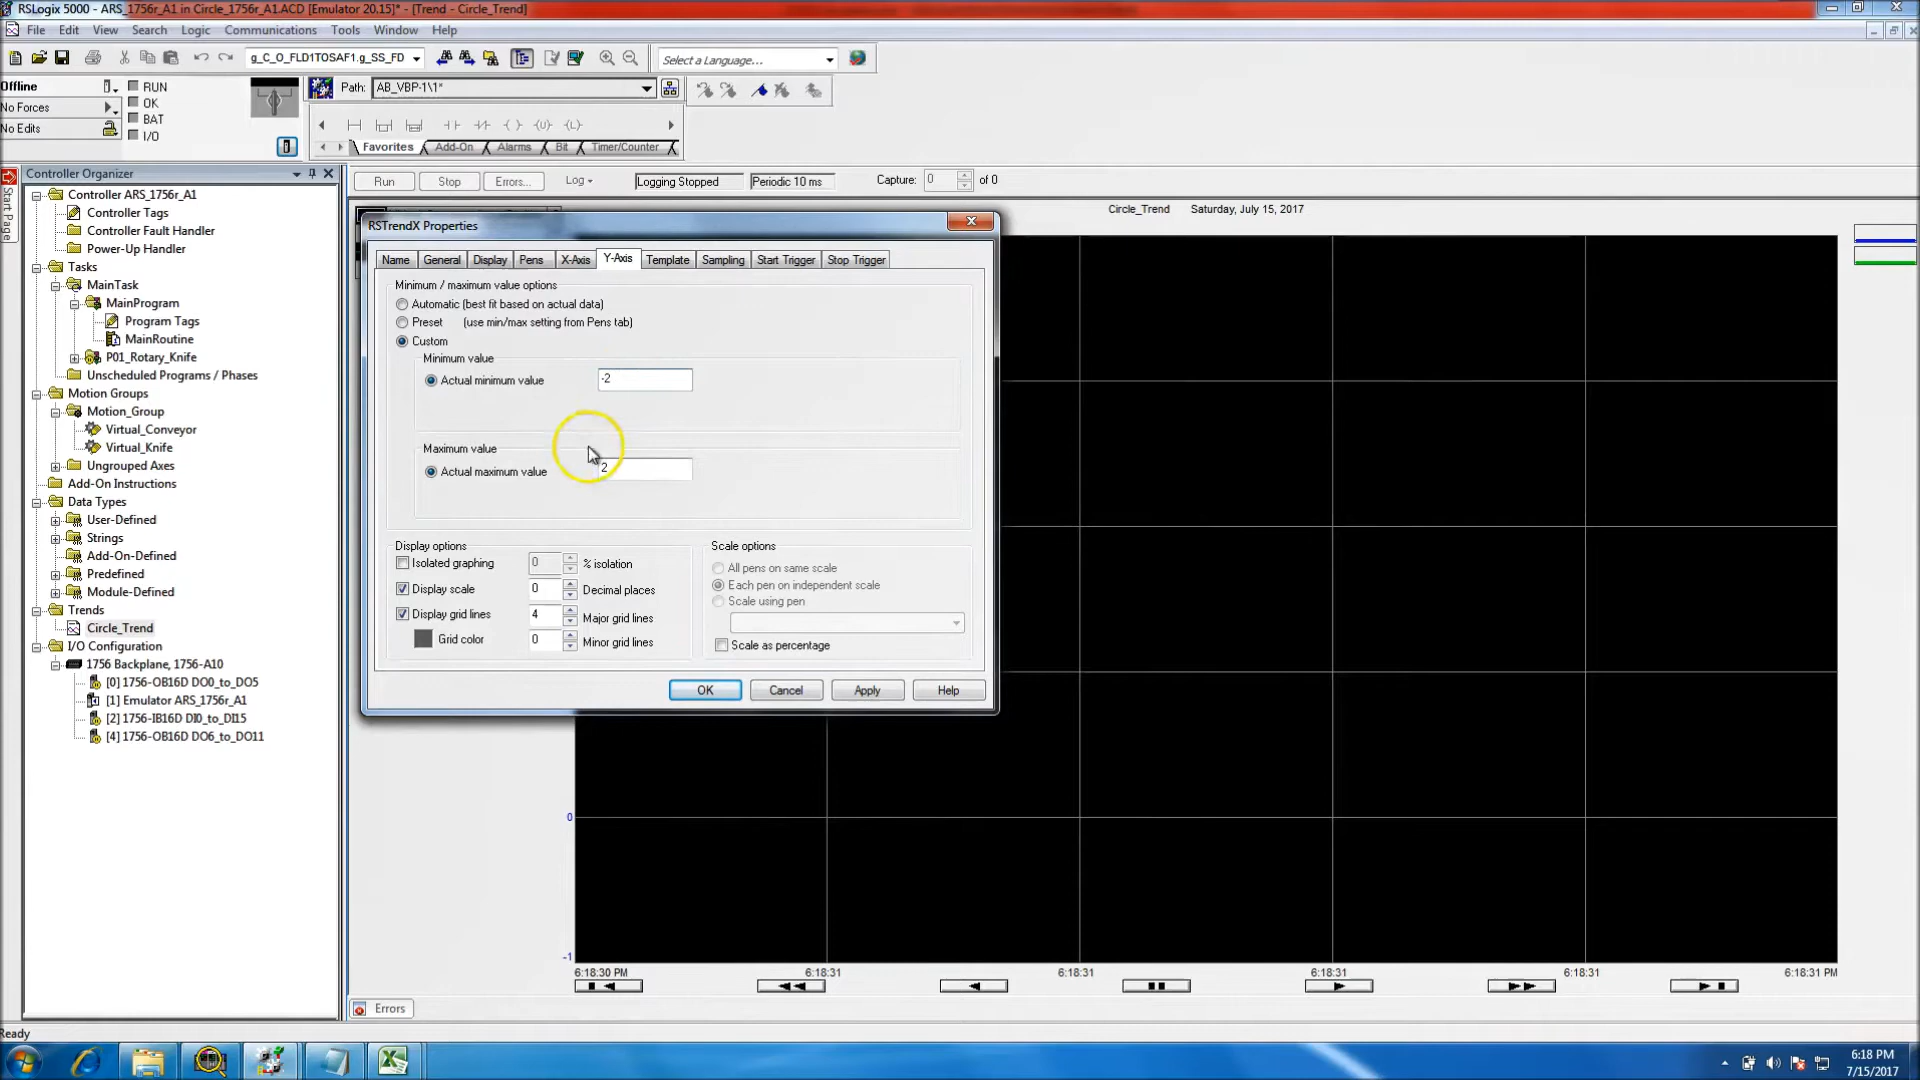 RSLogix 5000 - ARS_1756r_A1 in Circle_1756r_A1.ACD [Emulator 20.15]* - [Trend - Circle_Trend]
File Edit View Search Logic Communications Tools Window Help
g_C_O_FLD1TOSAF1.g_SS_FD
Select a Language...
Offline
RUN
Path: AB_VBP-1\1*
No Forces
OK
BAT
No Edits
I/O
Favorites Add-On Alarms Bit Timer/Counter
Start Page
Controller Organizer
Run Stop Errors... Log Logging Stopped Periodic 10 ms Capture: 0 of 0
Controller ARS_1756r_A1
Controller Tags
Controller Fault Handler
Power-Up Handler
Tasks
MainTask
MainProgram
Program Tags
MainRoutine
P01_Rotary_Knife
Unscheduled Programs / Phases
Motion Groups
Motion_Group
Virtual_Conveyor
Virtual_Knife
Ungrouped Axes
Add-On Instructions
Data Types
User-Defined
Strings
Add-On-Defined
Predefined
Module-Defined
Trends
Circle_Trend
I/O Configuration
1756 Backplane, 1756-A10
[0] 1756-OB16D DO0_to_DO5
[1] Emulator ARS_1756r_A1
[2] 1756-IB16D DI0_to_DI15
[4] 1756-OB16D DO6_to_DO11
Circle_Trend Saturday, July 15, 2017
RSTrendX Properties
Name General Display Pens X-Axis Y-Axis Template Sampling Start Trigger Stop Trigger
Minimum / maximum value options
Automatic (best fit based on actual data)
Preset (use min/max setting from Pens tab)
Custom
Minimum value
Actual minimum value -2
Maximum value
Actual maximum value 2
Display options
Isolated graphing 0 % isolation
Display scale 0 Decimal places
Display grid lines 4 Major grid lines
Grid color 0 Minor grid lines
Scale options
All pens on same scale
Each pen on independent scale
Scale using pen
Scale as percentage
OK Cancel Apply Help
0
-1
6:18:30 PM 6:18:31 6:18:31 6:18:31 6:18:31 6:18:31 PM
Errors
Ready
6:18 PM
7/15/2017